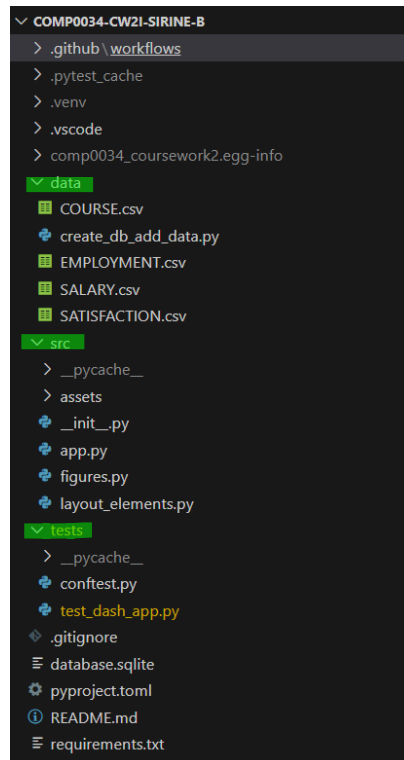 COMP0034-CW2I-SIRINE-B
.github\workflows
.pytest_cache
.venv
.vscode
comp0034_coursework2.egg-info
data
COURSE.csv
create_db_add_data.py
EMPLOYMENT.csv
SALARY.csv
SATISFACTION.csv
src
__pycache__
assets
__init__.py
app.py
figures.py
layout_elements.py
tests
__pycache__
conftest.py
test_dash_app.py
.gitignore
database.sqlite
pyproject.toml
README.md
requirements.txt